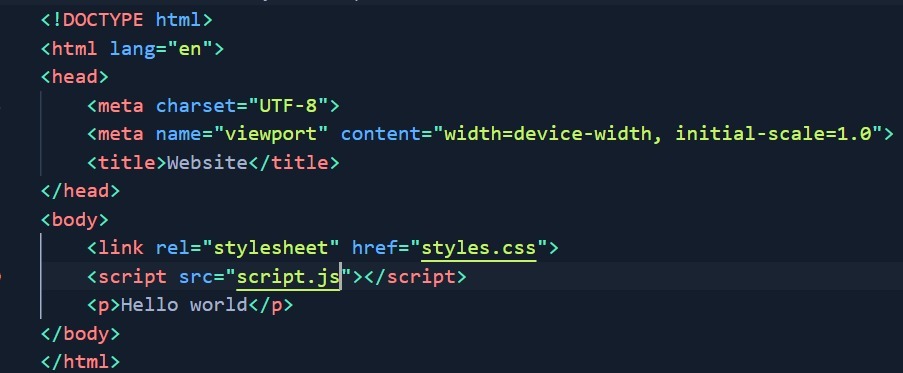 <!DOCTYPE html>
<html lang="en">
<head>
<meta charset="UTF-8">
<meta name="viewport" content="width=device-width, initial-scale=1.0">
<title>Website</title>
</head>
<body>
<link rel="stylesheet" href="styles.css">
<script src="script.js"></script>
<p>Hello world</p>
</body>
</html>